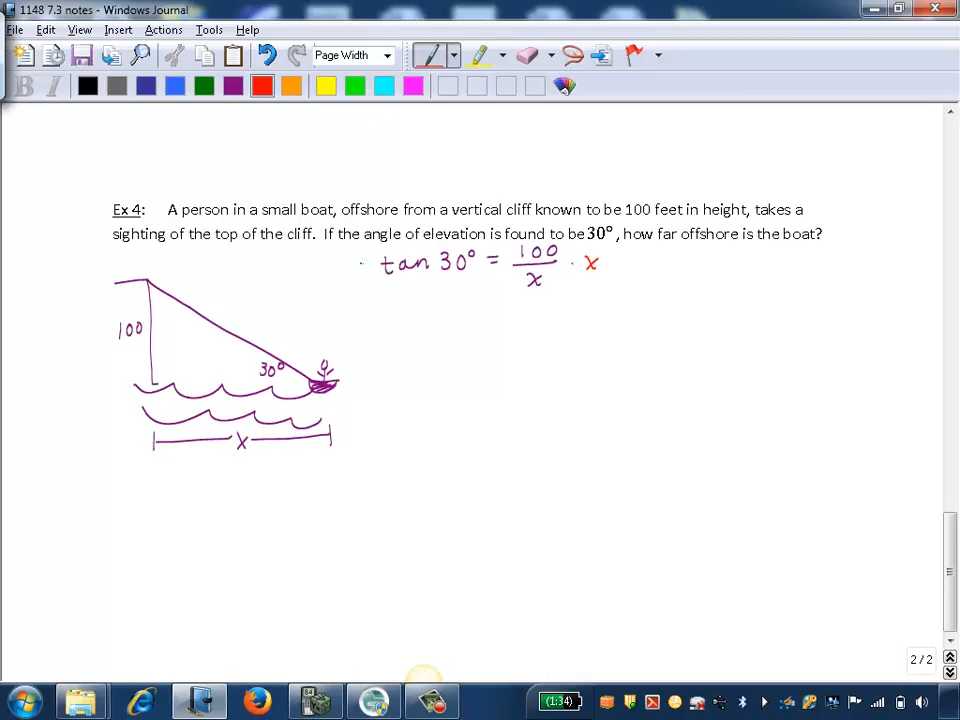 1148 7.3 notes - Windows Journal
File Edit View Insert Actions Tools Help
Page Width
B I
Ex 4: A person in a small boat, offshore from a vertical cliff known to be 100 feet in height, takes a
sighting of the top of the cliff. If the angle of elevation is found to be 30°, how far offshore is the boat?
· tan 30° = 100/x · x
100
30°
x
2 / 2
84
(1:34)